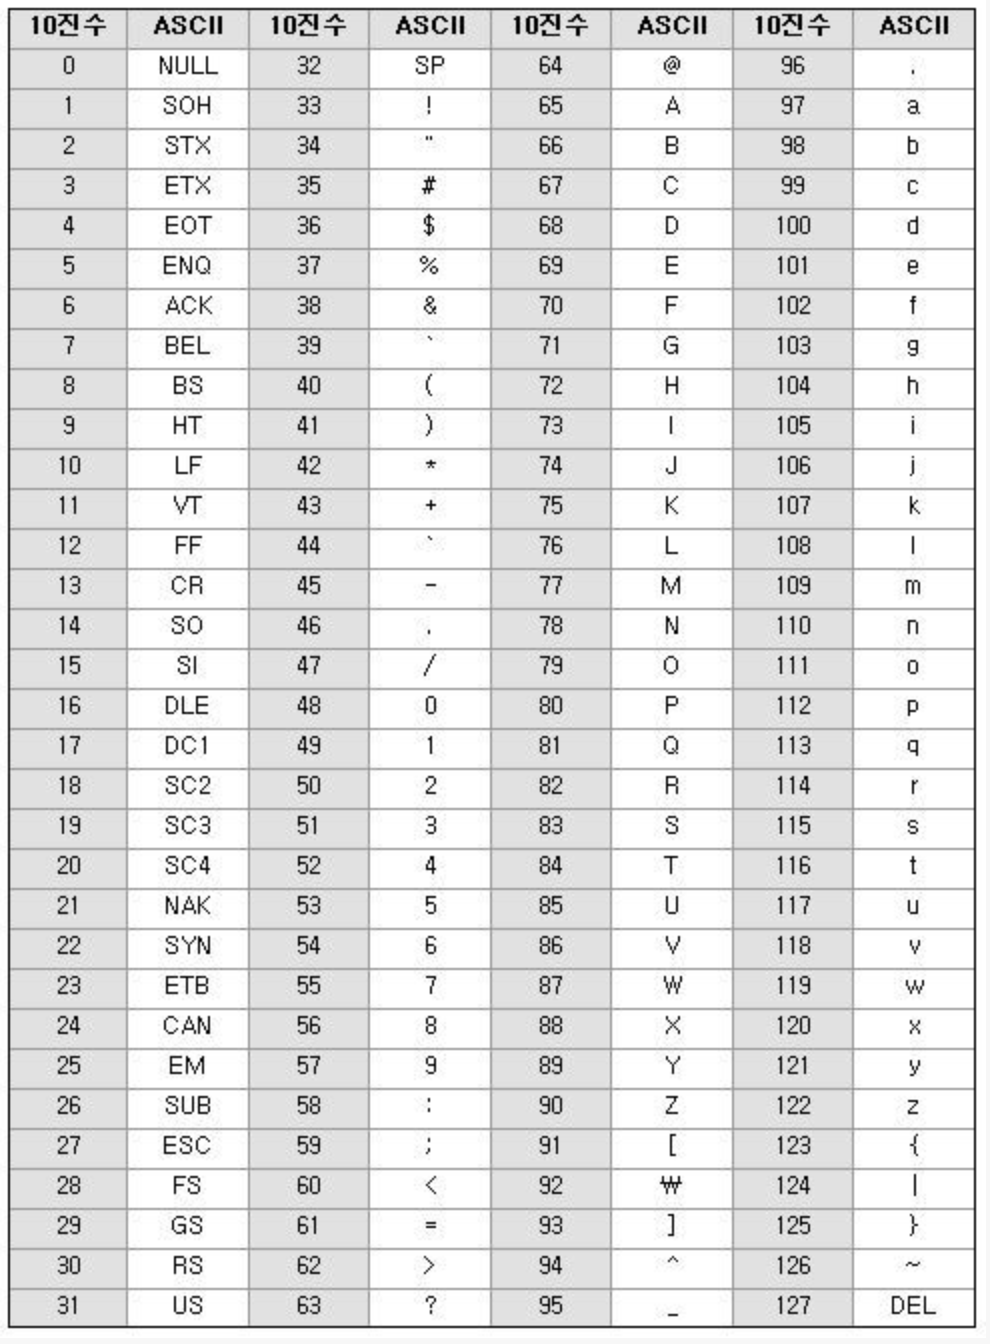 10진수 ASCII 10진수 ASCII 10진수 ASCII 10진수 ASCII
0 NULL 32 SP 64 @ 96 .
1 SOH 33 ! 65 A 97 a
2 STX 34 " 66 B 98 b
3 ETX 35 # 67 C 99 c
4 EOT 36 $ 68 D 100 d
5 ENQ 37 % 69 E 101 e
6 ACK 38 & 70 F 102 f
7 BEL 39 ` 71 G 103 g
8 BS 40 ( 72 H 104 h
9 HT 41 ) 73 I 105 i
10 LF 42 * 74 J 106 j
11 VT 43 + 75 K 107 k
12 FF 44 ` 76 L 108 l
13 CR 45 - 77 M 109 m
14 SO 46 . 78 N 110 n
15 SI 47 / 79 O 111 o
16 DLE 48 0 80 P 112 p
17 DC1 49 1 81 Q 113 q
18 SC2 50 2 82 R 114 r
19 SC3 51 3 83 S 115 s
20 SC4 52 4 84 T 116 t
21 NAK 53 5 85 U 117 u
22 SYN 54 6 86 V 118 v
23 ETB 55 7 87 W 119 w
24 CAN 56 8 88 X 120 x
25 EM 57 9 89 Y 121 y
26 SUB 58 : 90 Z 122 z
27 ESC 59 ; 91 [ 123 {
28 FS 60 < 92 ₩ 124 |
29 GS 61 = 93 ] 125 }
30 RS 62 > 94 ^ 126 ~
31 US 63 ? 95 _ 127 DEL